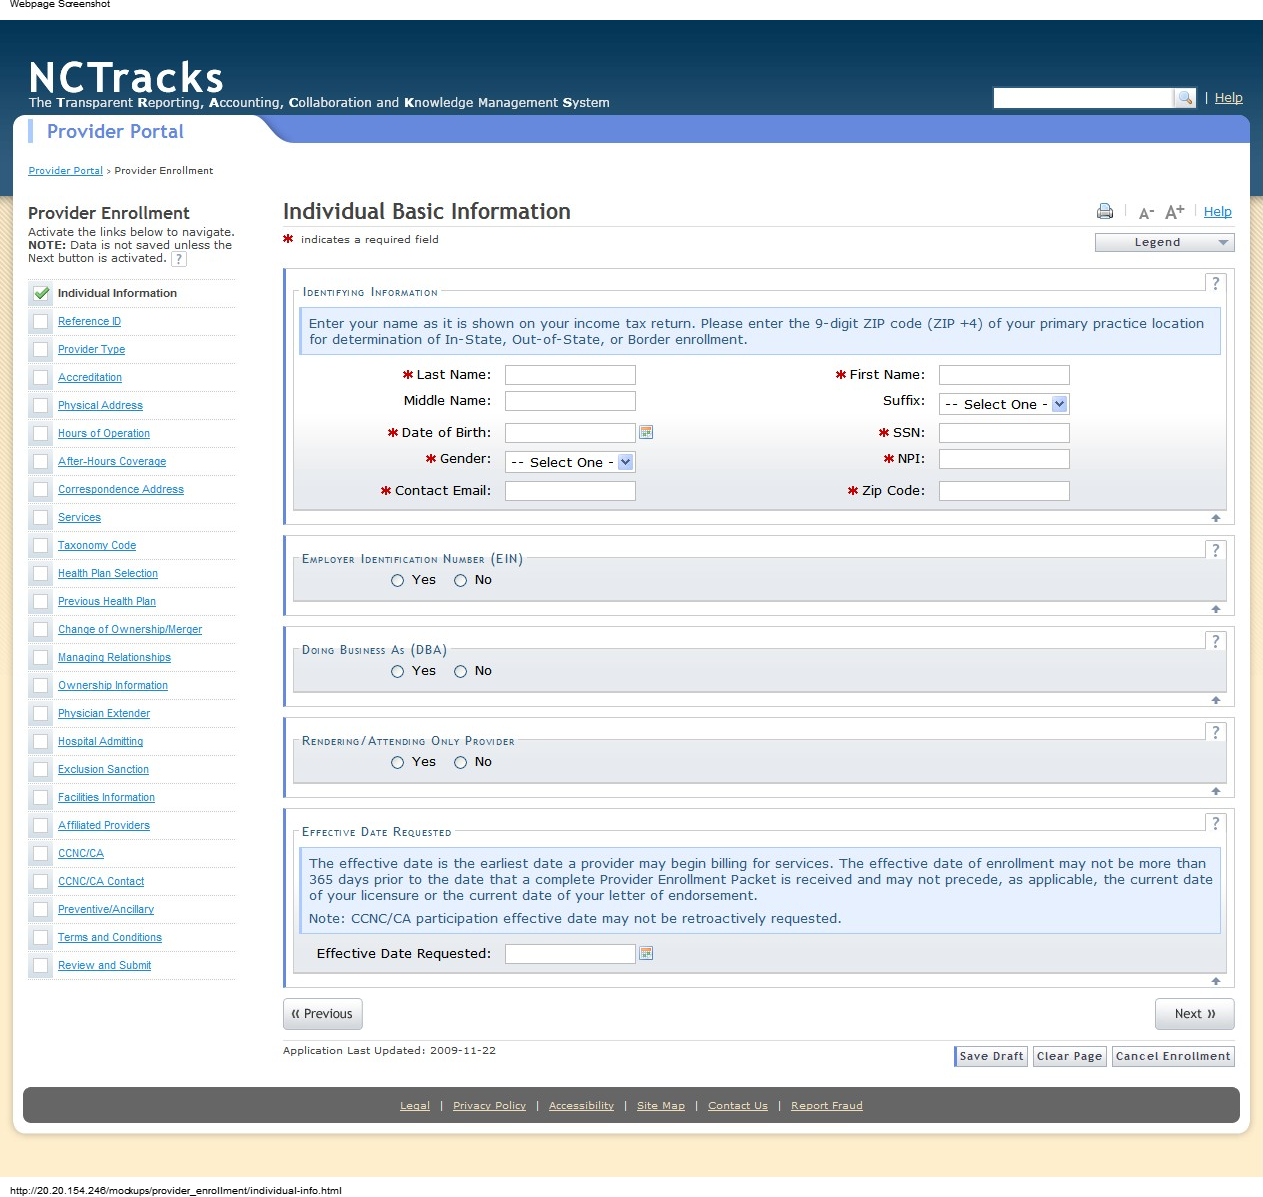 Webpage Screenshot
NCTracks
The Transparent Reporting, Accounting, Collaboration and Knowledge Management System
| Help
Provider Portal
Provider Portal > Provider Enrollment
Provider Enrollment
Activate the links below to navigate.
NOTE: Data is not saved unless the
Next button is activated. ?
Individual Information
Reference ID
Provider Type
Accreditation
Physical Address
Hours of Operation
After-Hours Coverage
Correspondence Address
Services
Taxonomy Code
Health Plan Selection
Previous Health Plan
Change of Ownership/Merger
Managing Relationships
Ownership Information
Physician Extender
Hospital Admitting
Exclusion Sanction
Facilities Information
Affiliated Providers
CCNC/CA
CCNC/CA Contact
Preventive/Ancillary
Terms and Conditions
Review and Submit
Individual Basic Information
A- A+ Help
* indicates a required field
Legend
Identifying Information ?
Enter your name as it is shown on your income tax return. Please enter the 9-digit ZIP code (ZIP +4) of your primary practice location
for determination of In-State, Out-of-State, or Border enrollment.
* Last Name: * First Name:
Middle Name: Suffix: -- Select One -
* Date of Birth: * SSN:
* Gender: -- Select One - * NPI:
* Contact Email: * Zip Code:
Employer Identification Number (EIN) ?
Yes No
Doing Business As (DBA) ?
Yes No
Rendering/Attending Only Provider ?
Yes No
Effective Date Requested ?
The effective date is the earliest date a provider may begin billing for services. The effective date of enrollment may not be more than
365 days prior to the date that a complete Provider Enrollment Packet is received and may not precede, as applicable, the current date
of your licensure or the current date of your letter of endorsement.
Note: CCNC/CA participation effective date may not be retroactively requested.
Effective Date Requested:
« Previous Next »
Application Last Updated: 2009-11-22
Save Draft Clear Page Cancel Enrollment
Legal | Privacy Policy | Accessibility | Site Map | Contact Us | Report Fraud
http://20.20.154.246/mockups/provider_enrollment/individual-info.html